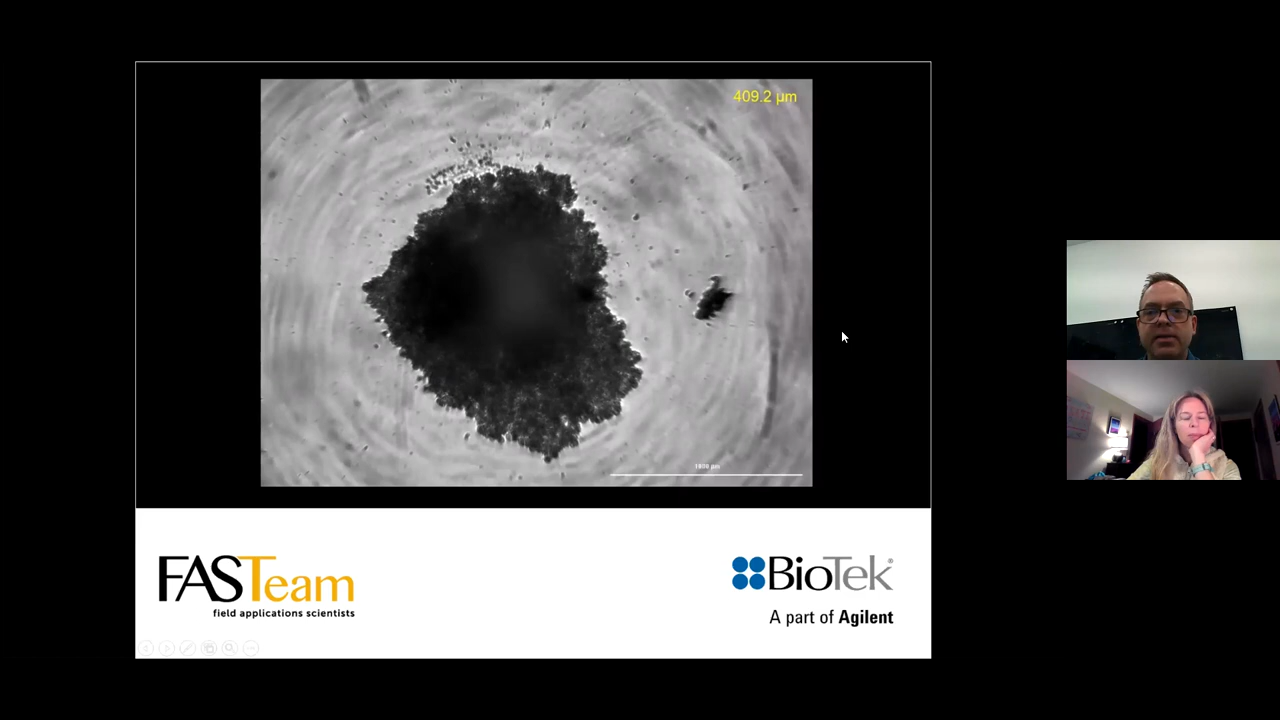 409.2 µm
FASTeam
field applications scientists
BioTek®
A part of Agilent